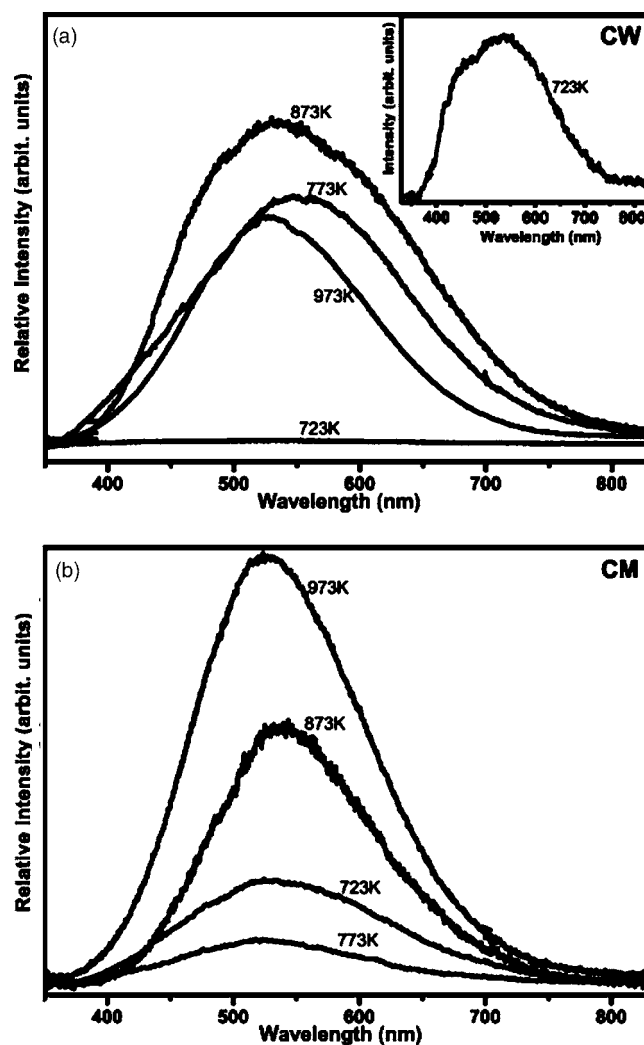 (a)
CW
873K
773K
973K
723K
Relative Intensity (arbit. units)
400 500 600 700 800
Wavelength (nm)
723K
Intensity (arbit. units)
400 500 600 700 800
Wavelength (nm)
(b)
CM
973K
873K
723K
773K
Relative Intensity (arbit. units)
400 500 600 700 800
Wavelength (nm)